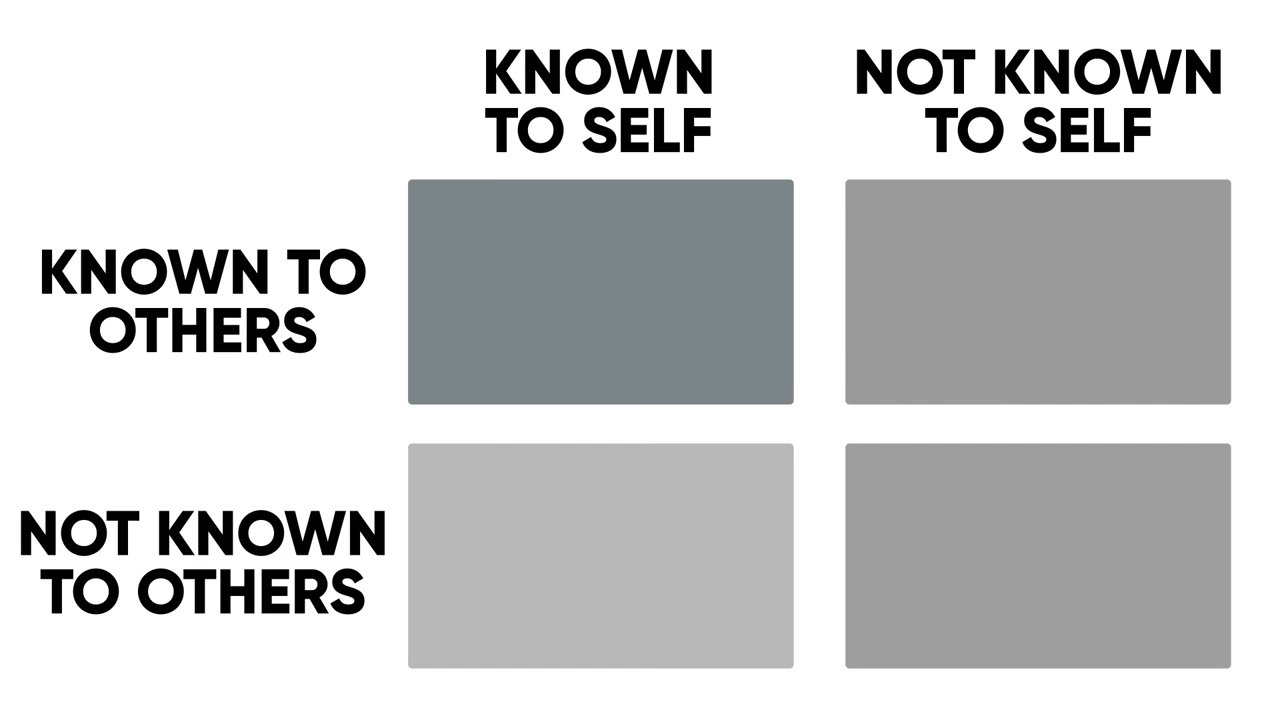 KNOWN
TO SELF
NOT KNOWN
TO SELF
KNOWN TO
OTHERS
NOT KNOWN
TO OTHERS